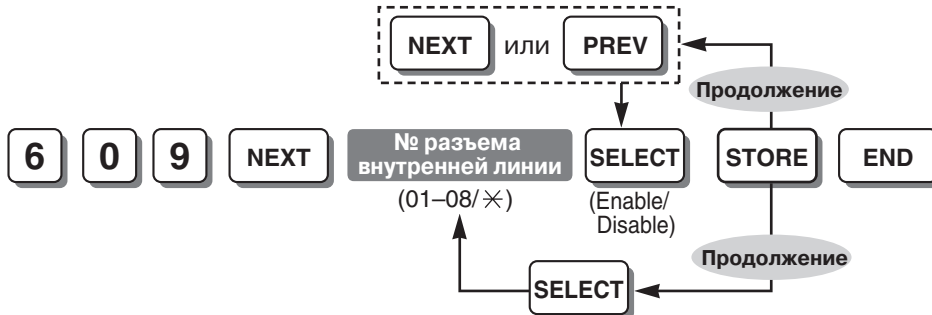 NEXT или PREV
Продолжение
6 0 9 NEXT № разъема внутренней линии SELECT STORE END
(01–08/✳)
(Enable/
Disable)
Продолжение
SELECT